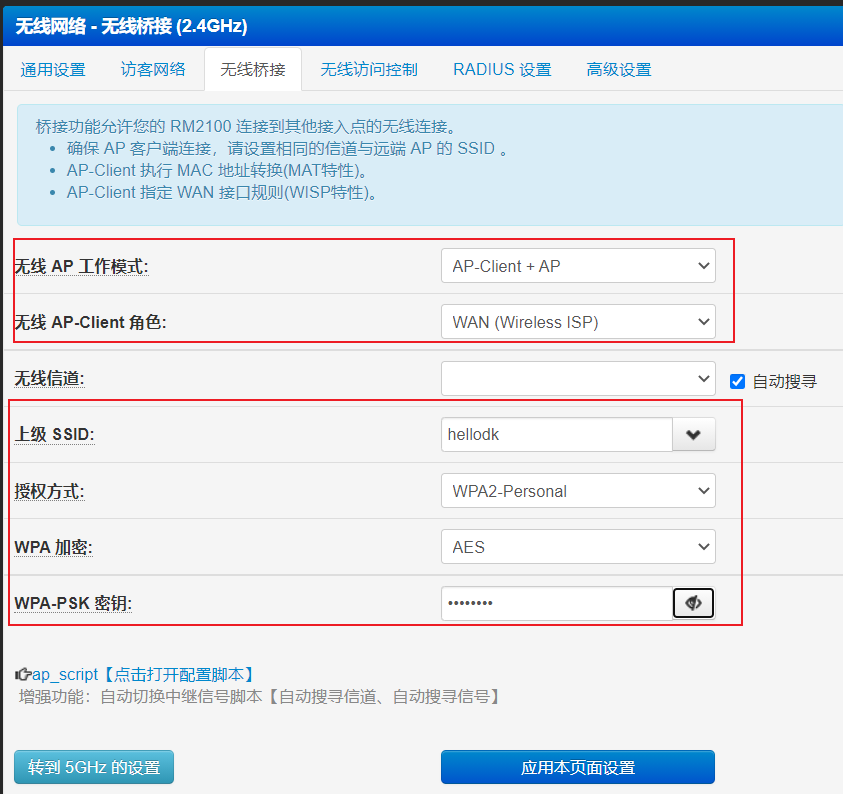 无线网络 - 无线桥接 (2.4GHz)
通用设置 访客网络 无线桥接 无线访问控制 RADIUS 设置 高级设置
桥接功能允许您的 RM2100 连接到其他接入点的无线连接。
• 确保 AP 客户端连接，请设置相同的信道与远端 AP 的 SSID 。
• AP-Client 执行 MAC 地址转换(MAT特性)。
• AP-Client 指定 WAN 接口规则(WISP特性)。
无线 AP 工作模式: AP-Client + AP
无线 AP-Client 角色: WAN (Wireless ISP)
无线信道: 自动搜寻
上级 SSID: hellodk
授权方式: WPA2-Personal
WPA 加密: AES
WPA-PSK 密钥: ••••••••
ap_script【点击打开配置脚本】
增强功能：自动切换中继信号脚本【自动搜寻信道、自动搜寻信号】
转到 5GHz 的设置 应用本页面设置